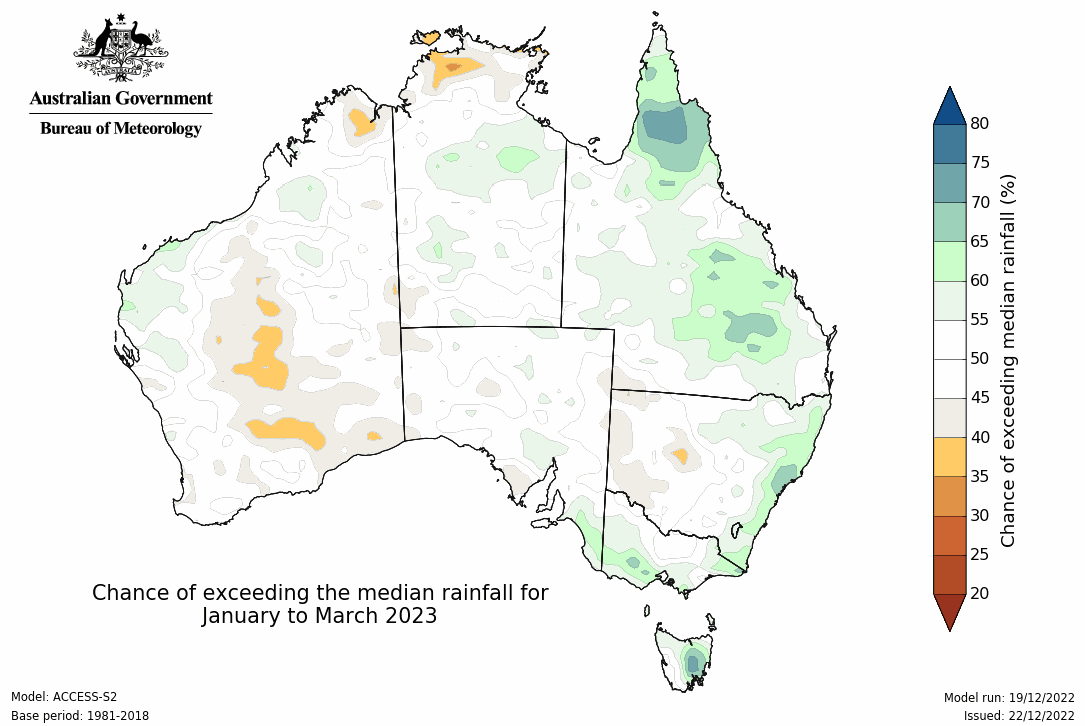 AUSTRALIA
Australian Government
Bureau of Meteorology
80
75
70
65
60
55
50
45
40
35
30
25
20
Chance of exceeding median rainfall (%)
Chance of exceeding the median rainfall for
January to March 2023
Model: ACCESS-S2
Base period: 1981-2018
Model run: 19/12/2022
Issued: 22/12/2022